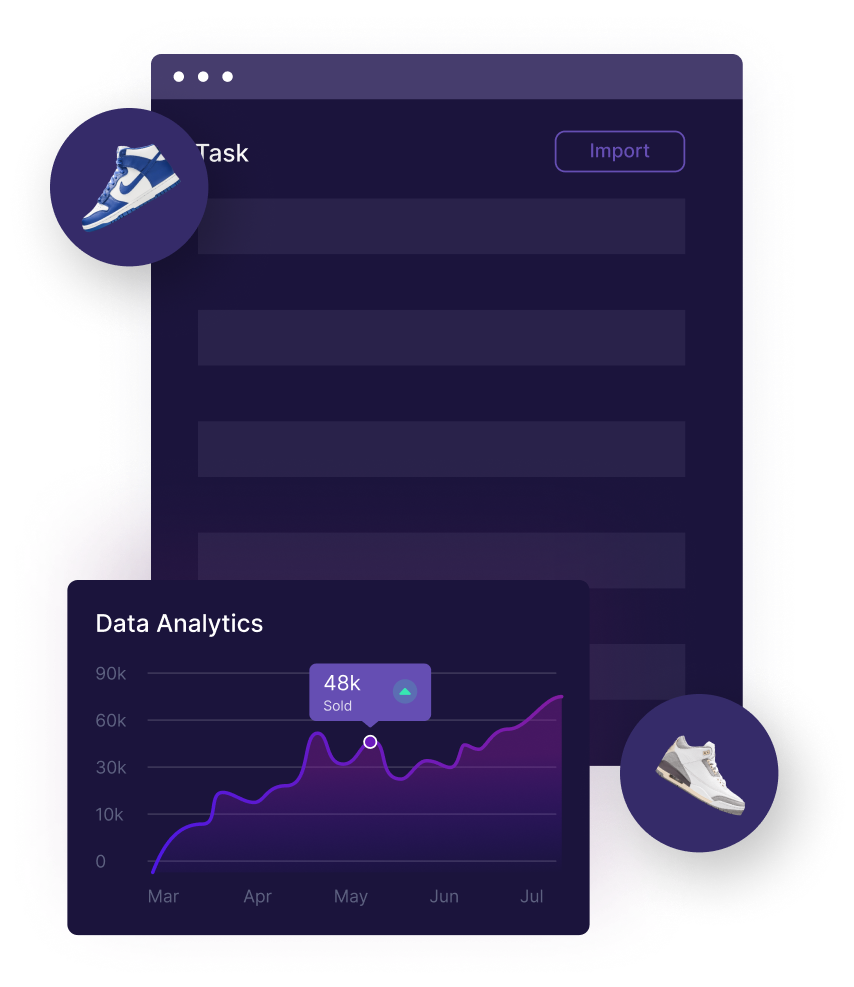 Task
Import
Data Analytics
90k
48k
Sold
60k
30k
10k
0
Mar Apr May Jun Jul